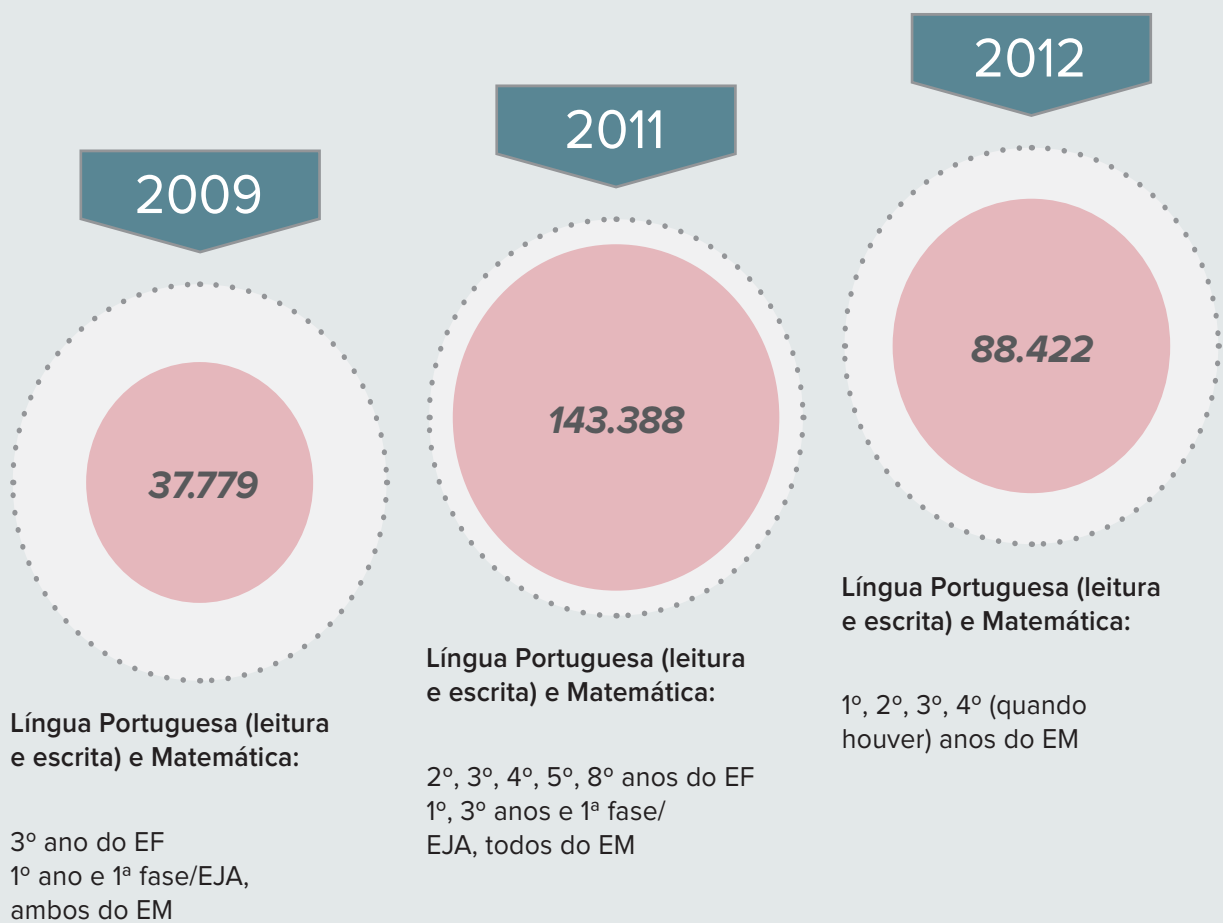 2009
37.779
Língua Portuguesa (leitura
e escrita) e Matemática:
3º ano do EF
1º ano e 1ª fase/EJA,
ambos do EM
2011
143.388
Língua Portuguesa (leitura
e escrita) e Matemática:
2º, 3º, 4º, 5º, 8º anos do EF
1º, 3º anos e 1ª fase/
EJA, todos do EM
2012
88.422
Língua Portuguesa (leitura
e escrita) e Matemática:
1º, 2º, 3º, 4º (quando
houver) anos do EM